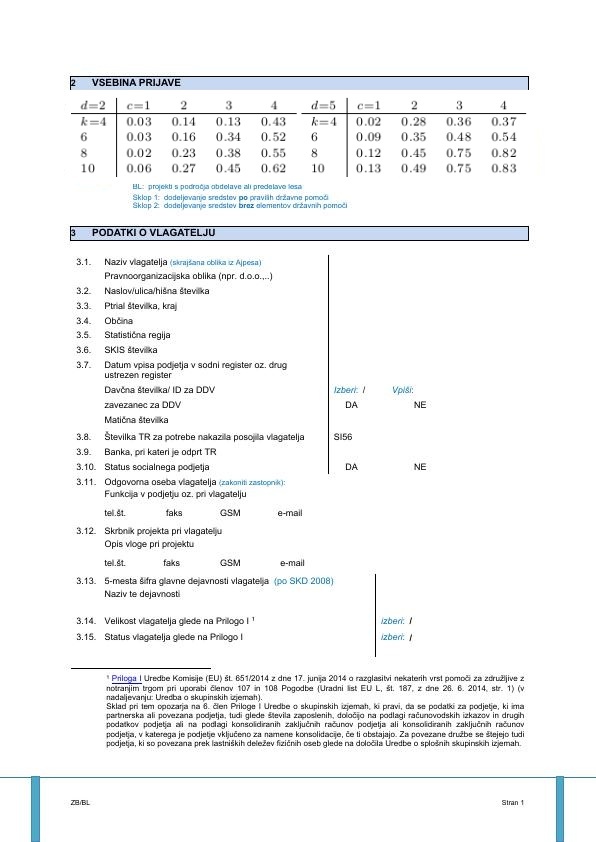 2 VSEBINA PRIJAVE
d=2 c=1 2 3 4 d=5 c=1 2 3 4
k=4 0.03 0.14 0.13 0.43 k=4 0.02 0.28 0.36 0.37
6 0.03 0.16 0.34 0.52 6 0.09 0.35 0.48 0.54
8 0.02 0.23 0.38 0.55 8 0.12 0.45 0.75 0.82
10 0.06 0.27 0.45 0.62 10 0.13 0.49 0.75 0.83
BL: projekti s področja obdelave ali predelave lesa
Sklop 1: dodeljevanje sredstev po pravilih državne pomoči
Sklop 2: dodeljevanje sredstev brez elementov državnih pomoči
3 PODATKI O VLAGATELJU
3.1. Naziv vlagatelja (skrajšana oblika iz Ajpesa)
Pravnoorganizacijska oblika (npr. d.o.o.,..)
3.2. Naslov/ulica/hišna številka
3.3. Ptrial številka, kraj
3.4. Občina
3.5. Statistična regija
3.6. SKIS številka
3.7. Datum vpisa podjetja v sodni register oz. drug
ustrezen register
Davčna številka/ ID za DDV Izberi: / Vpiši:
zavezanec za DDV DA NE
Matična številka
3.8. Številka TR za potrebe nakazila posojila vlagatelja SI56
3.9. Banka, pri kateri je odprt TR
3.10. Status socialnega podjetja DA NE
3.11. Odgovorna oseba vlagatelja (zakoniti zastopnik):
Funkcija v podjetju oz. pri vlagatelju
tel.št. faks GSM e-mail
3.12. Skrbnik projekta pri vlagatelju
Opis vloge pri projektu
tel.št. faks GSM e-mail
3.13. 5-mesta šifra glavne dejavnosti vlagatelja (po SKD 2008)
Naziv te dejavnosti
3.14. Velikost vlagatelja glede na Prilogo I ¹ izberi: /
3.15. Status vlagatelja glede na Prilogo I izberi: /
¹ Priloga I Uredbe Komisije (EU) št. 651/2014 z dne 17. junija 2014 o razglasitvi nekaterih vrst pomoči za združljive z
notranjim trgom pri uporabi členov 107 in 108 Pogodbe (Uradni list EU L, št. 187, z dne 26. 6. 2014, str. 1) (v
nadaljevanju: Uredba o skupinskih izjemah).
Sklad pri tem opozarja na 6. člen Priloge I Uredbe o skupinskih izjemah, ki pravi, da se podatki za podjetje, ki ima
partnerska ali povezana podjetja, tudi glede števila zaposlenih, določijo na podlagi računovodskih izkazov in drugih
podatkov podjetja ali na podlagi konsolidiranih zaključnih računov podjetja ali konsolidiranih zaključnih računov
podjetja, v katerega je podjetje vključeno za namene konsolidacije, če ti obstajajo. Za povezane družbe se štejejo tudi
podjetja, ki so povezana prek lastniških deležev fizičnih oseb glede na določila Uredbe o splošnih skupinskih izjemah.
ZB/BL Stran 1